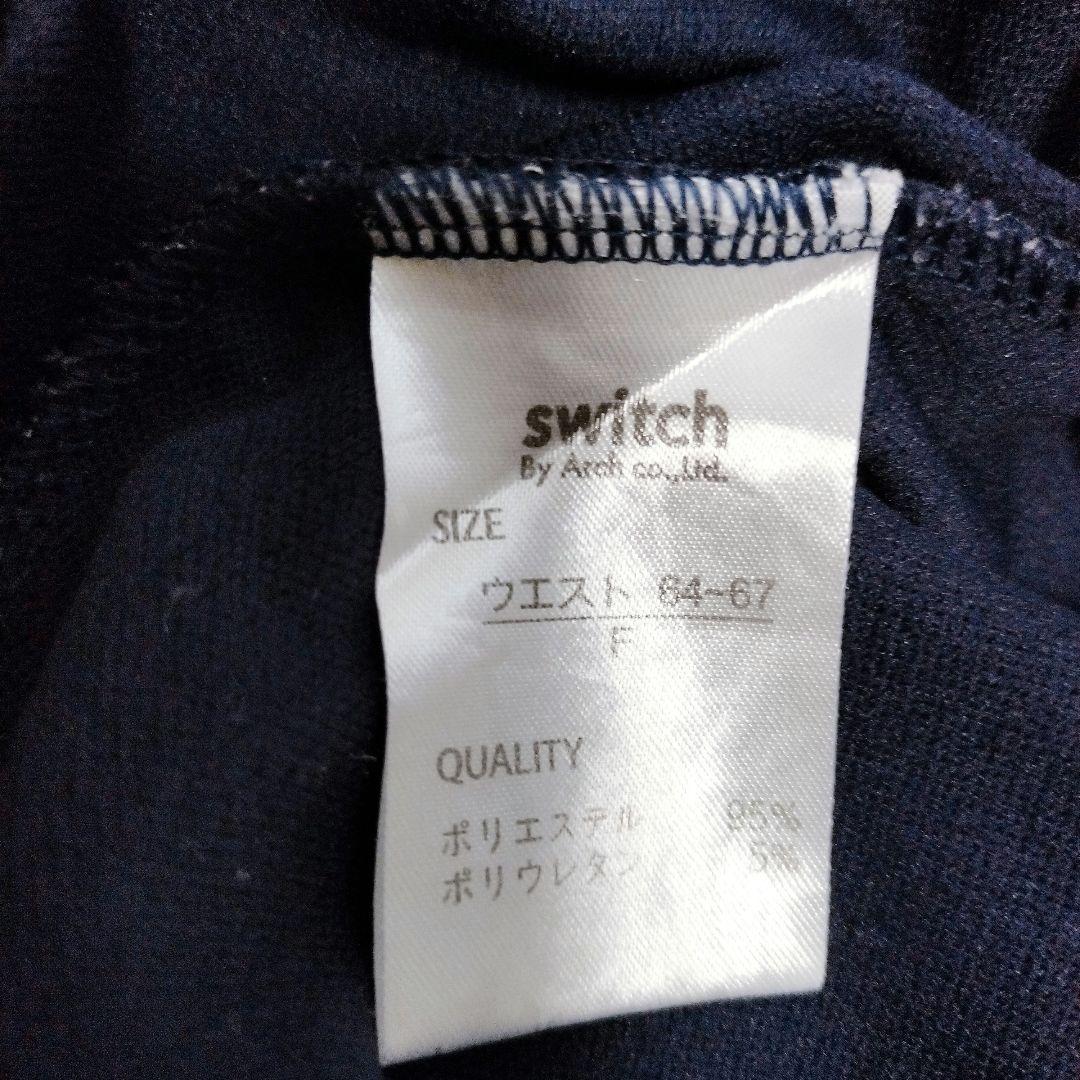 switch
By Arch co.,Ltd.
SIZE
ウエスト 64~67
F
QUALITY
ポリエステル 95%
ポリウレタン 5%